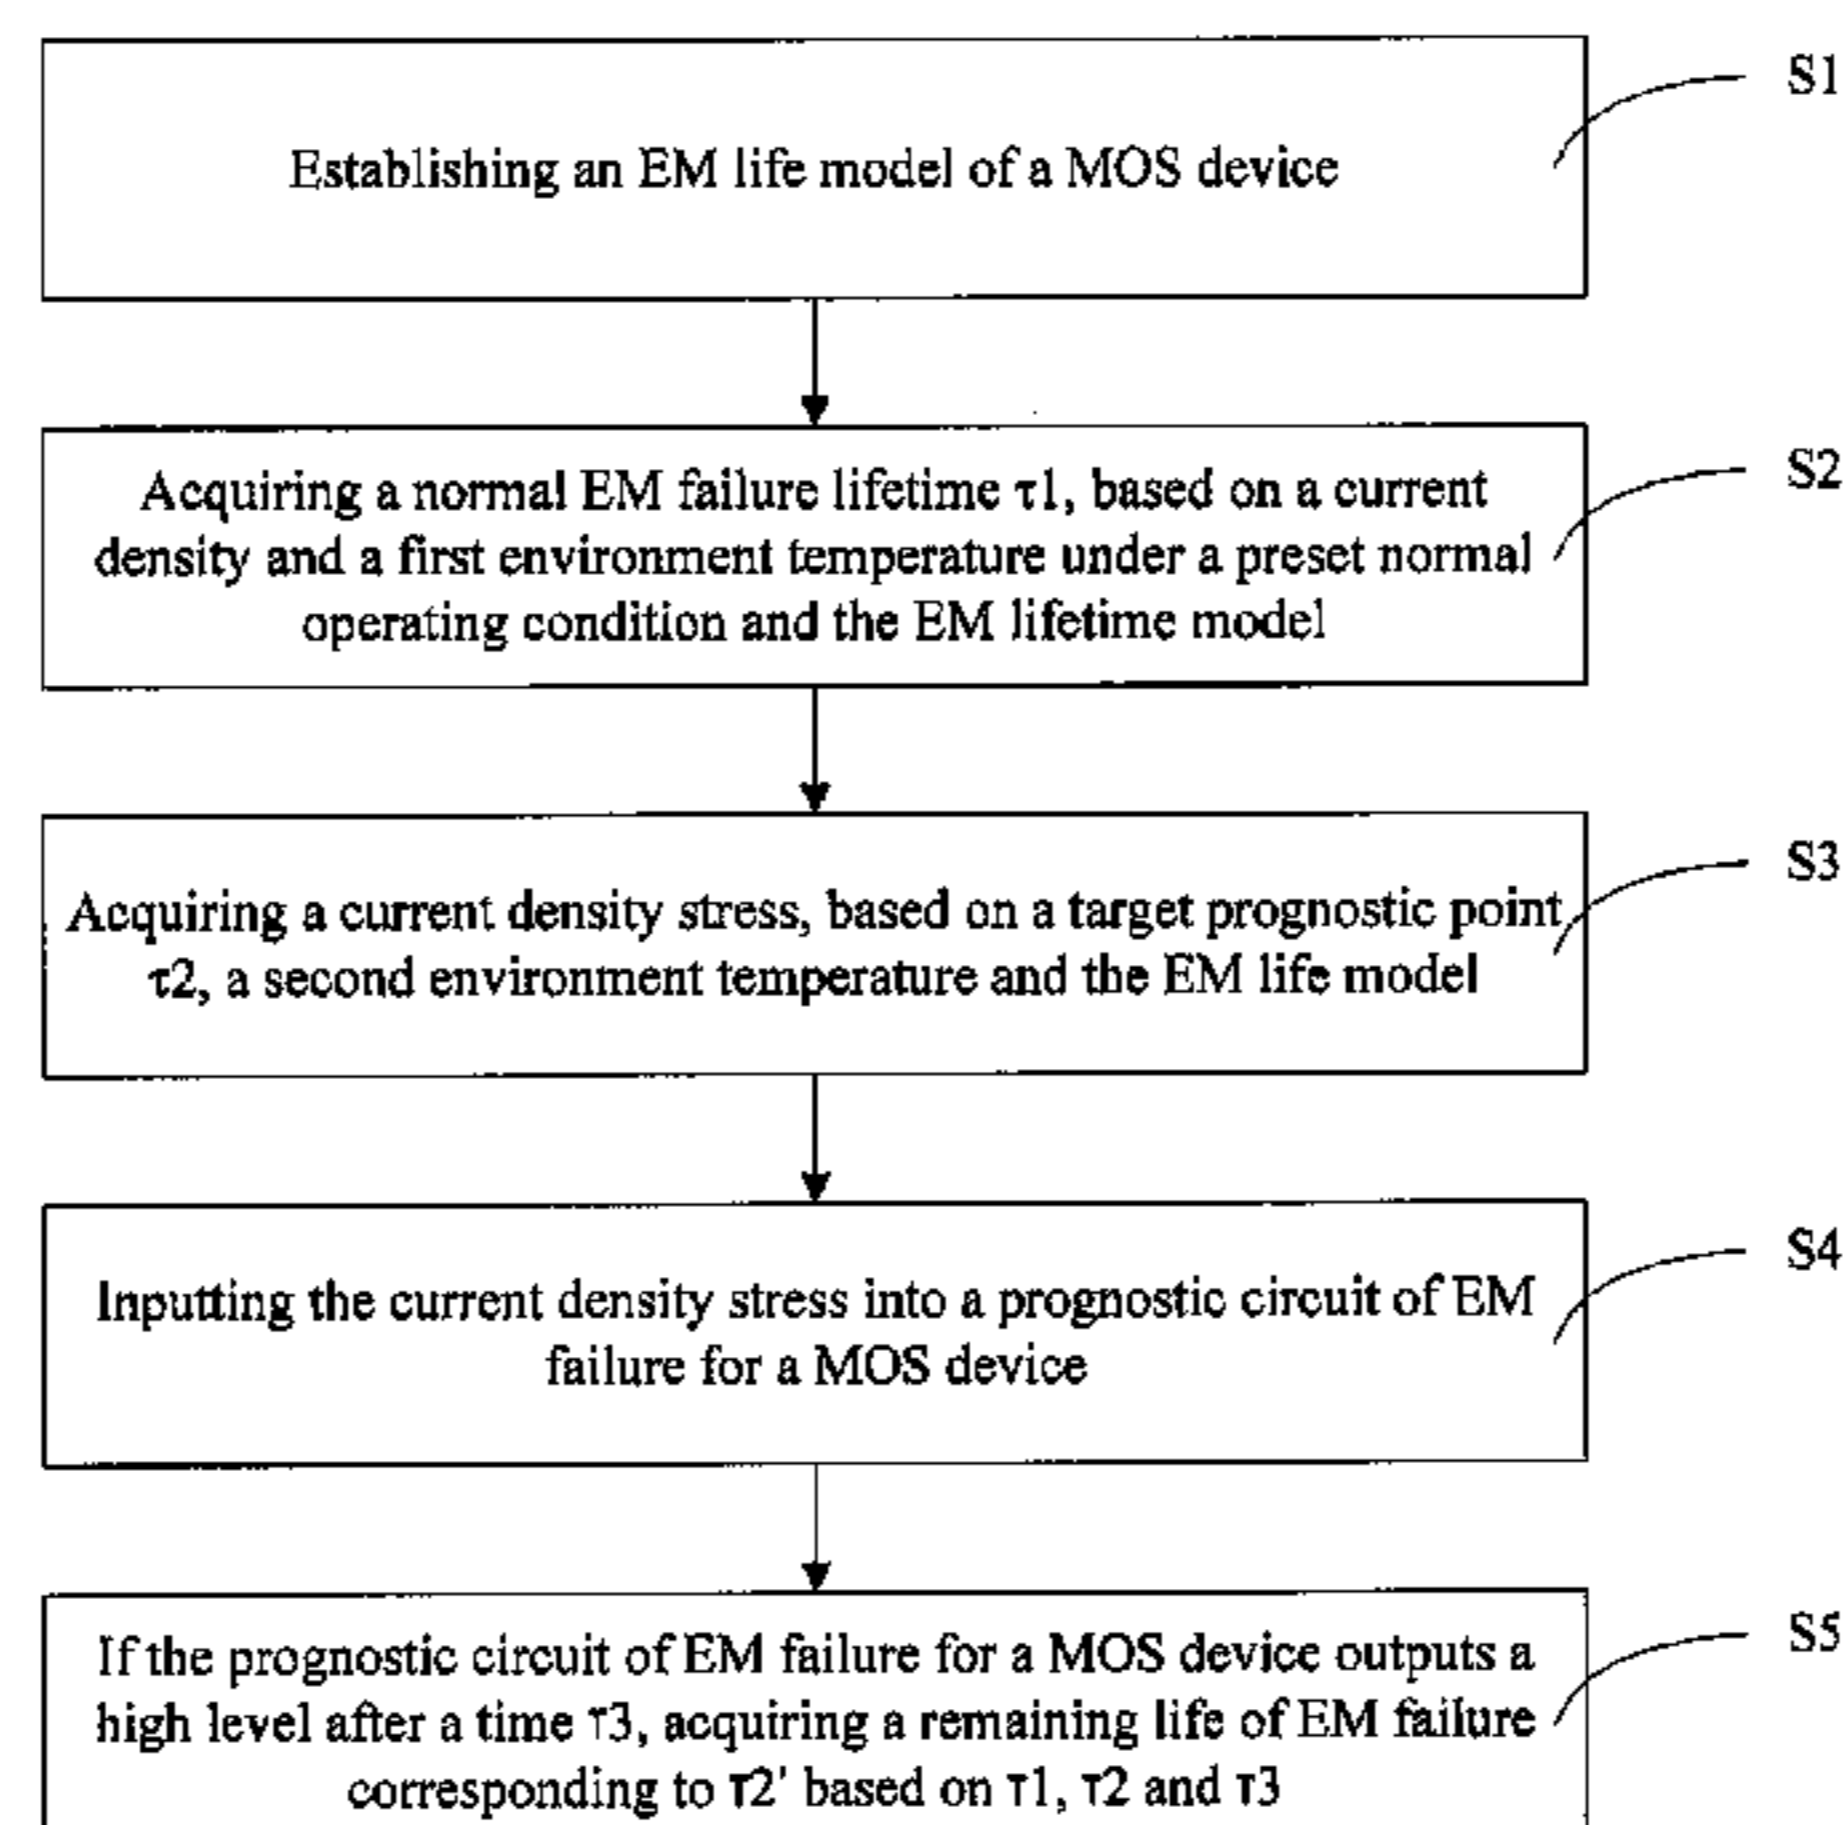 Establishing an EM life model of a MOS device
S1
Acquiring a normal EM failure lifetime τ1, based on a current
density and a first environment temperature under a preset normal
operating condition and the EM lifetime model
S2
Acquiring a current density stress, based on a target prognostic point
τ2, a second environment temperature and the EM life model
S3
Inputting the current density stress into a prognostic circuit of EM
failure for a MOS device
S4
If the prognostic circuit of EM failure for a MOS device outputs a
high level after a time τ3, acquiring a remaining life of EM failure
corresponding to τ2' based on τ1, τ2 and τ3
S5